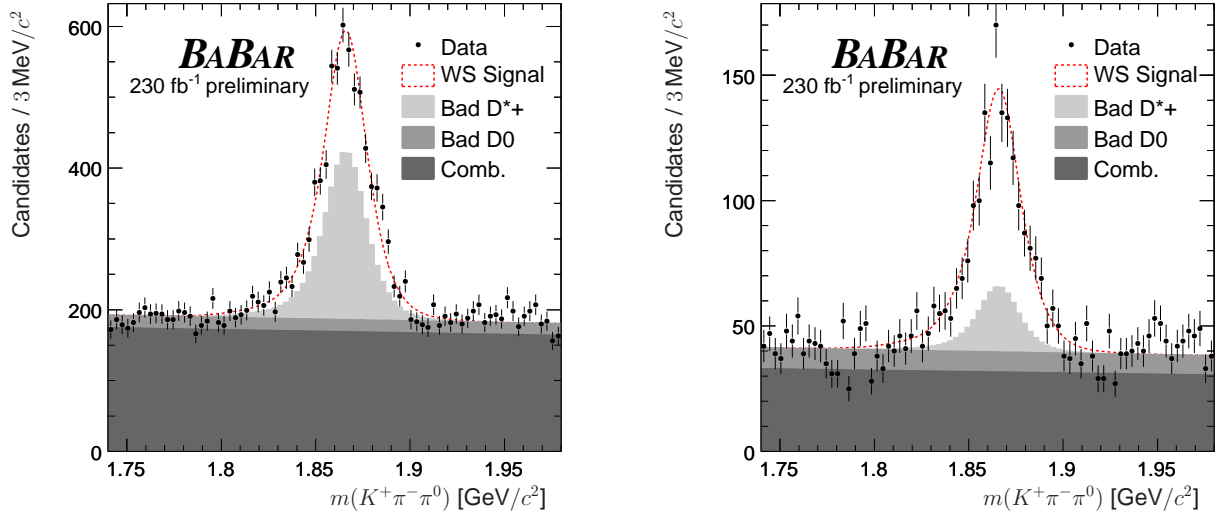 Candidates / 3 MeV/c²
600
400
200
0
BABAR
230 fb⁻¹ preliminary
Data
WS Signal
Bad D*+
Bad D0
Comb.
1.75 1.8 1.85 1.9 1.95
m(K⁺π⁻π⁰) [GeV/c²]
Candidates / 3 MeV/c²
150
100
50
0
BABAR
230 fb⁻¹ preliminary
Data
WS Signal
Bad D*+
Bad D0
Comb.
1.75 1.8 1.85 1.9 1.95
m(K⁺π⁻π⁰) [GeV/c²]